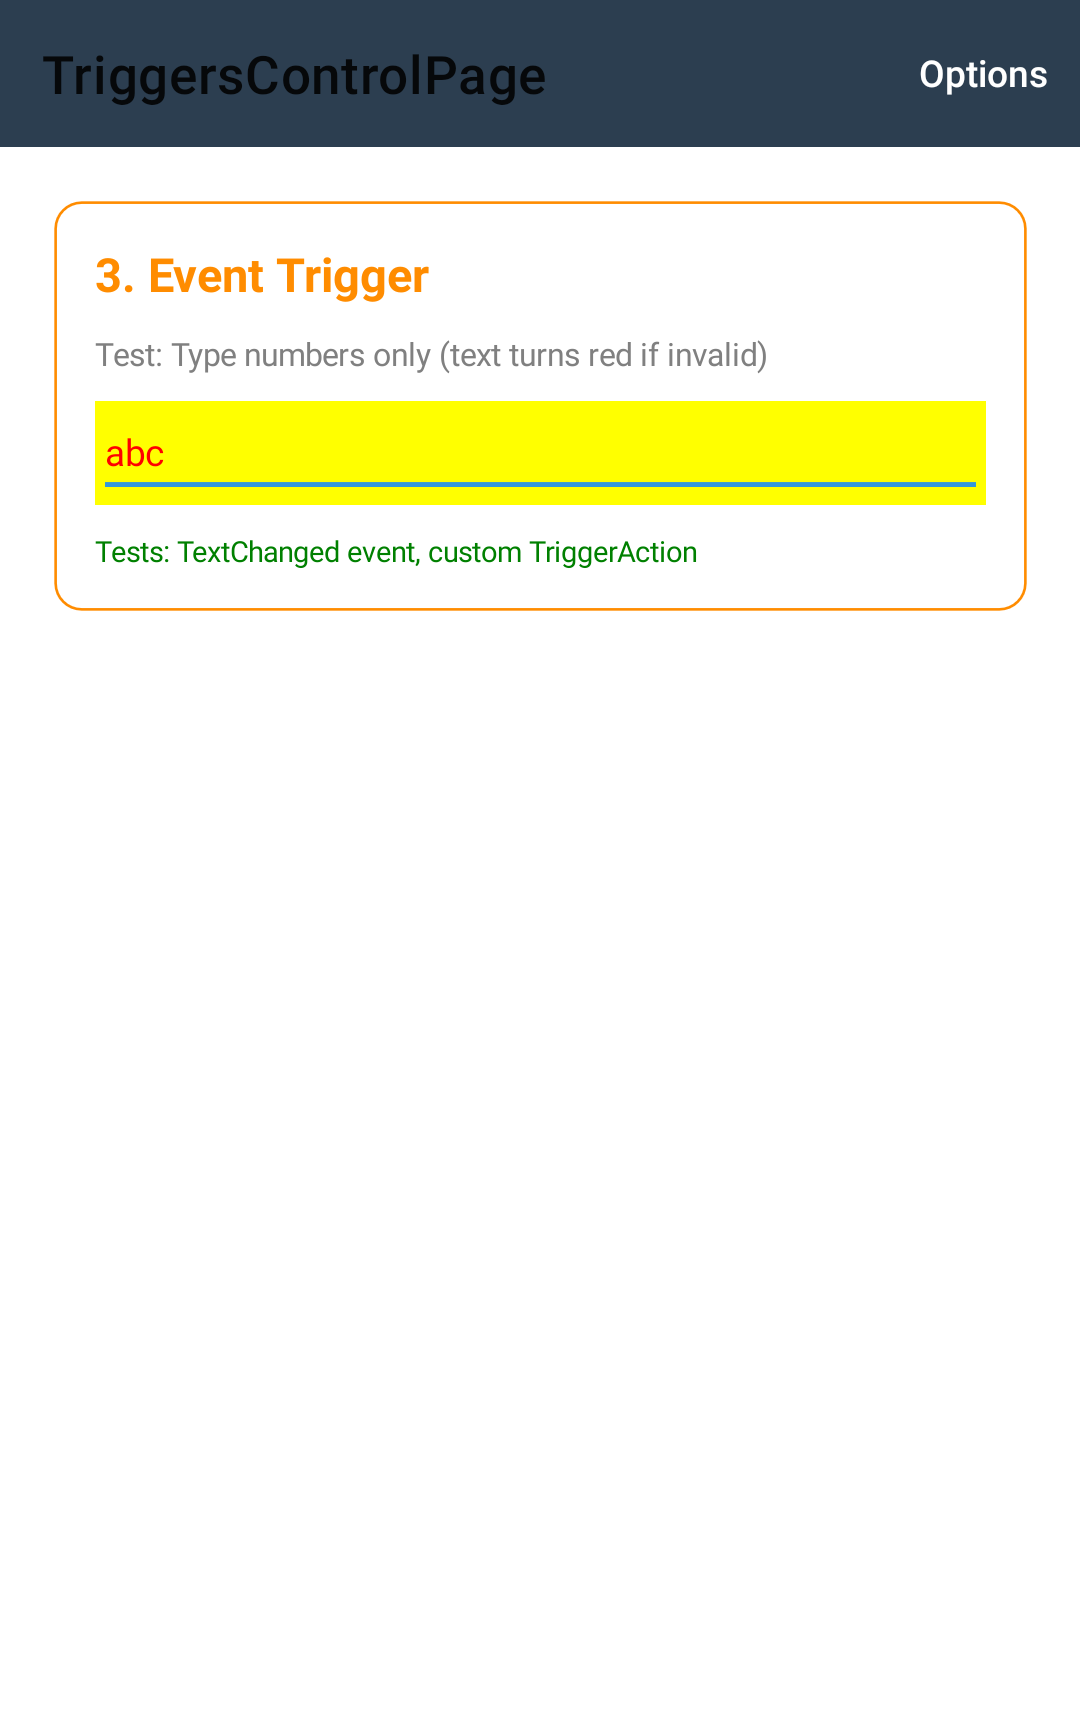 TriggersControlPage
Options
3. Event Trigger
Test: Type numbers only (text turns red if invalid)
abc
Tests: TextChanged event, custom TriggerAction